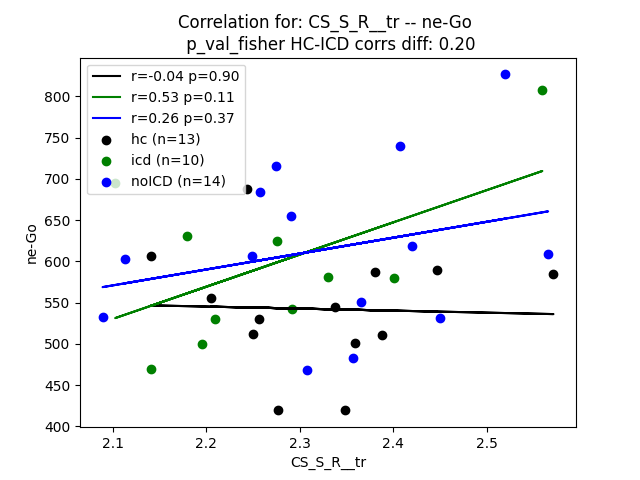 Correlation for: CS_S_R__tr -- ne-Go
p_val_fisher HC-ICD corrs diff: 0.20
r=-0.04 p=0.90
r=0.53 p=0.11
r=0.26 p=0.37
hc (n=13)
icd (n=10)
noICD (n=14)
800
750
700
650
600
550
500
450
400
ne-Go
2.1 2.2 2.3 2.4 2.5
CS_S_R__tr